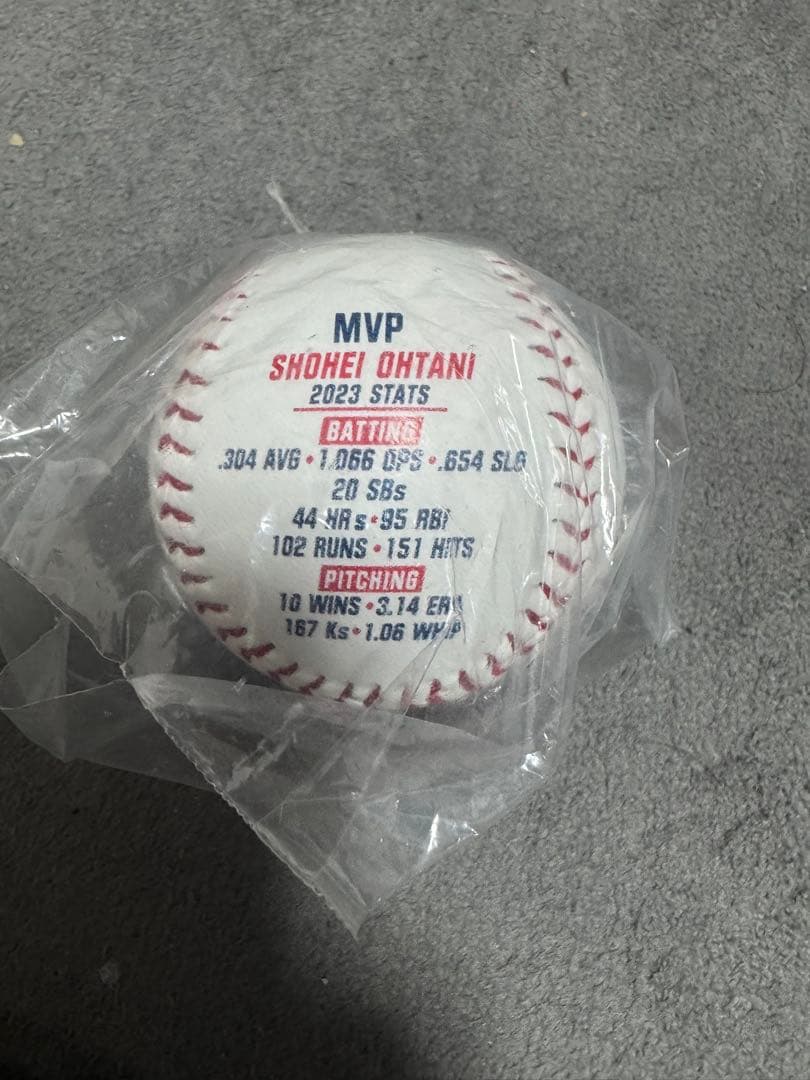 MVP
SHOHEI OHTANI
2023 STATS
BATTING
.304 AVG • 1.066 OPS • .654 SLG
20 SBs
44 HRs • 95 RBI
102 RUNS • 151 HITS
PITCHING
10 WINS • 3.14 ERA
167 Ks • 1.06 WHIP